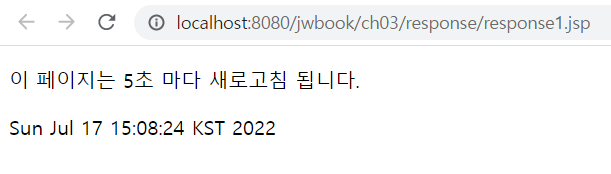 localhost:8080/jwbook/ch03/response/response1.jsp
이 페이지는 5초 마다 새로고침 됩니다.
Sun Jul 17 15:08:24 KST 2022